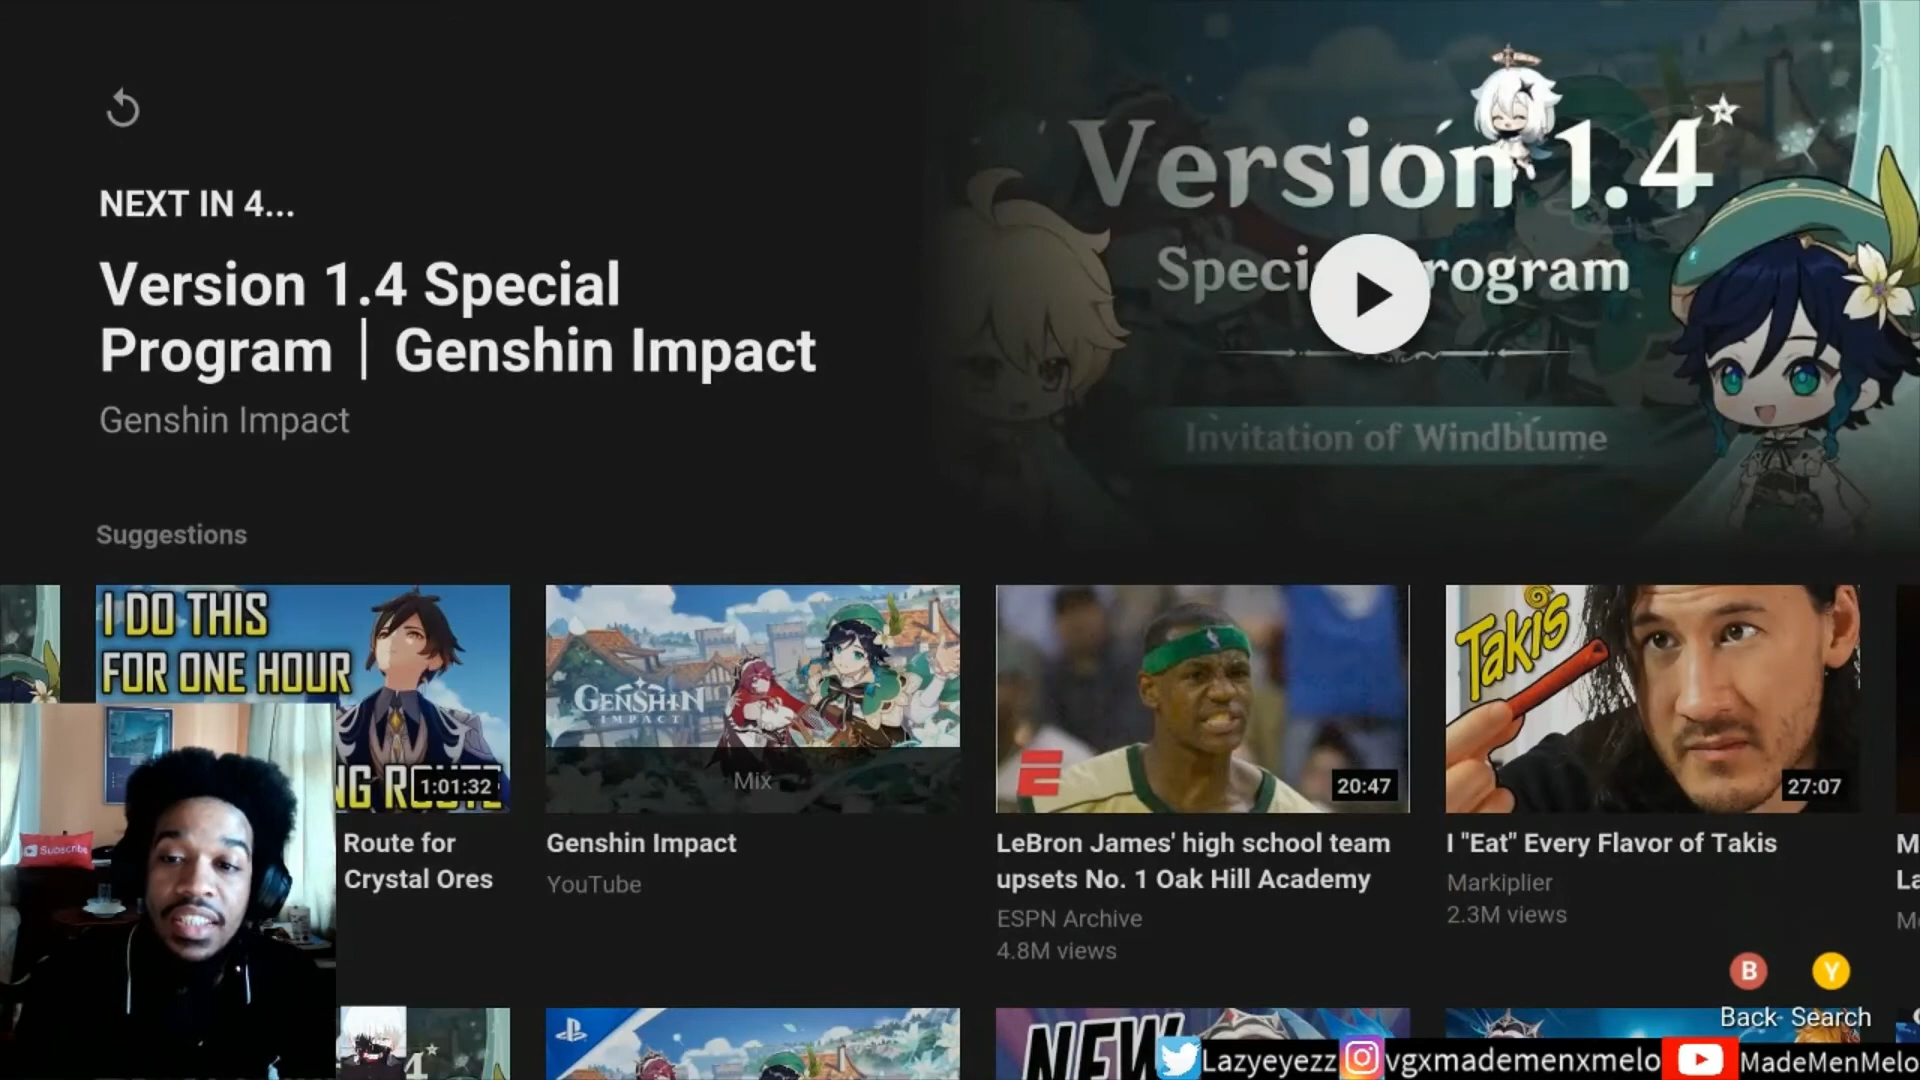 NEXT IN 4...
Version 1.4 Special
Program | Genshin Impact
Genshin Impact
Version 1.4
Invitation of Windblume
Suggestions
I DO THIS
FOR ONE HOUR
1:01:32
Route for
Crystal Ores
GENSHIN
IMPACT
Mix
Genshin Impact
YouTube
20:47
LeBron James' high school team
upsets No. 1 Oak Hill Academy
ESPN Archive
4.8M views
Takis
27:07
I "Eat" Every Flavor of Takis
Markiplier
2.3M views
Subscribe
B
Y
Back
Search
NEW
Lazyeyezz
vgxmademenxmelo
MadeMenMelo